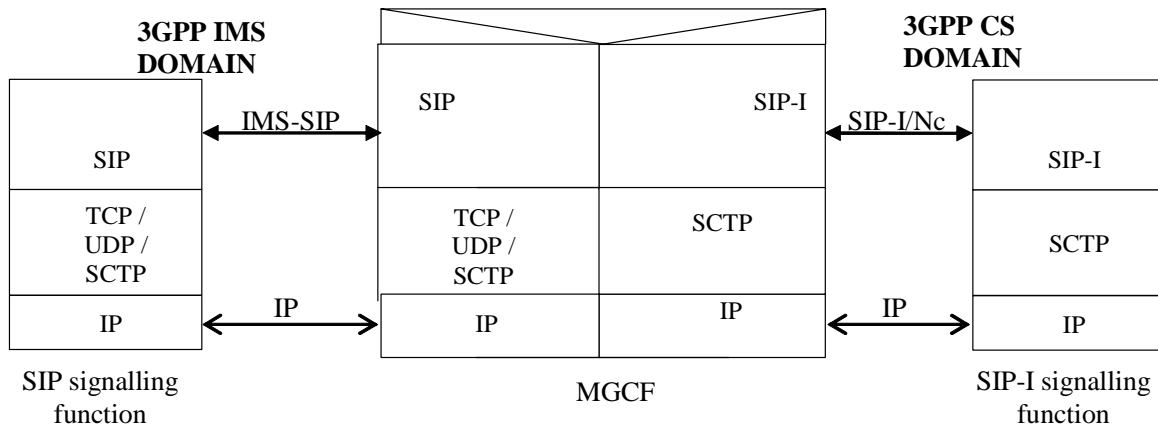 3GPP IMS
DOMAIN
3GPP CS
DOMAIN
SIP
IMS-SIP
SIP
SIP-I
SIP-I/Nc
SIP-I
TCP /
UDP /
SCTP
TCP /
UDP /
SCTP
SCTP
SCTP
IP
IP
IP
IP
IP
IP
SIP signalling
function
MGCF
SIP-I signalling
function